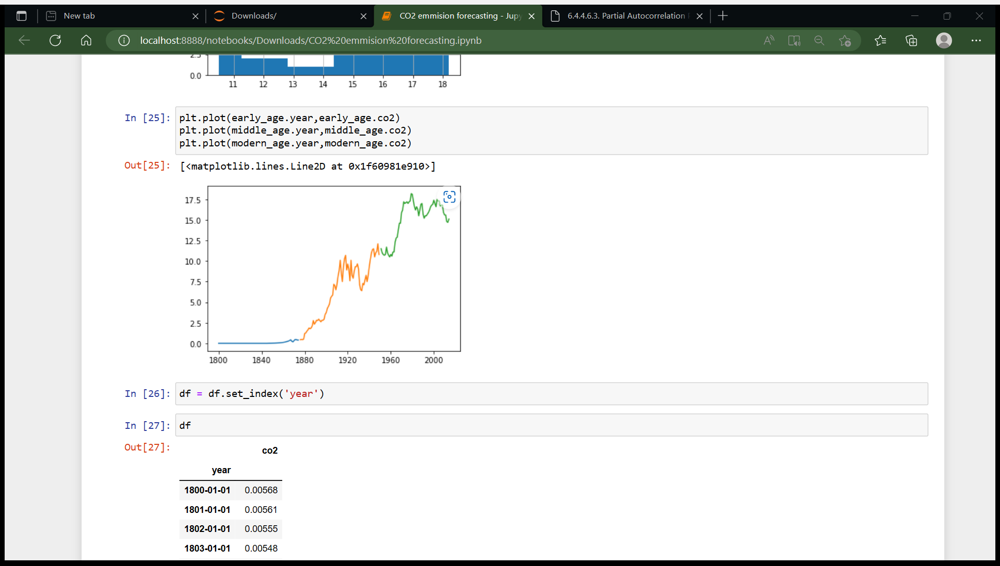 New tab
Downloads/
CO2 emmision forecasting - Jupy
6.4.4.6.3. Partial Autocorrelation
localhost:8888/notebooks/Downloads/CO2%20emmision%20forecasting.ipynb
2.5
0.0
11 12 13 14 15 16 17 18
In [25]:
plt.plot(early_age.year,early_age.co2)
plt.plot(middle_age.year,middle_age.co2)
plt.plot(modern_age.year,modern_age.co2)
Out[25]: [<matplotlib.lines.Line2D at 0x1f60981e910>]
17.5
15.0
12.5
10.0
7.5
5.0
2.5
0.0
1800 1840 1880 1920 1960 2000
In [26]: df = df.set_index('year')
In [27]: df
Out[27]:
co2
year
1800-01-01 0.00568
1801-01-01 0.00561
1802-01-01 0.00555
1803-01-01 0.00548